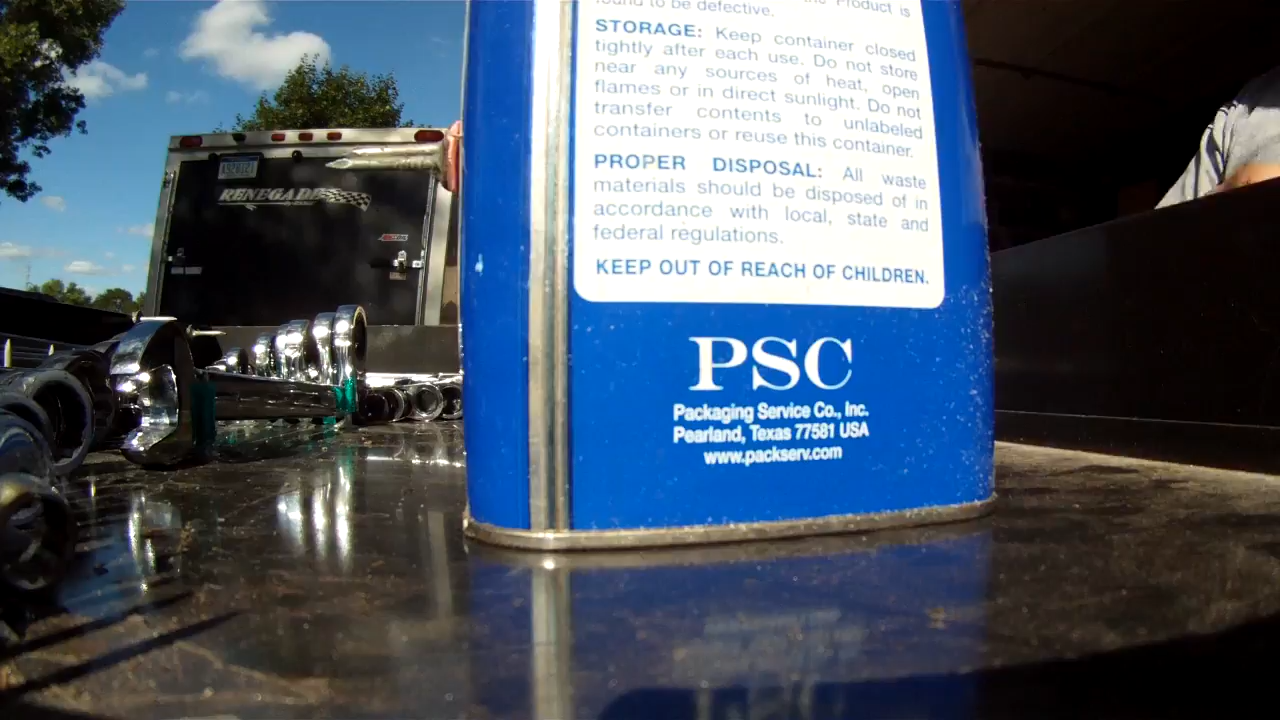 found to be defective. the Product is
STORAGE: Keep container closed
tightly after each use. Do not store
near any sources of heat, open
flames or in direct sunlight. Do not
transfer contents to unlabeled
containers or reuse this container.
PROPER DISPOSAL: All waste
materials should be disposed of in
accordance with local, state and
federal regulations.
KEEP OUT OF REACH OF CHILDREN.
PSC
Packaging Service Co., Inc.
Pearland, Texas 77581 USA
www.packserv.com
RENEGADE